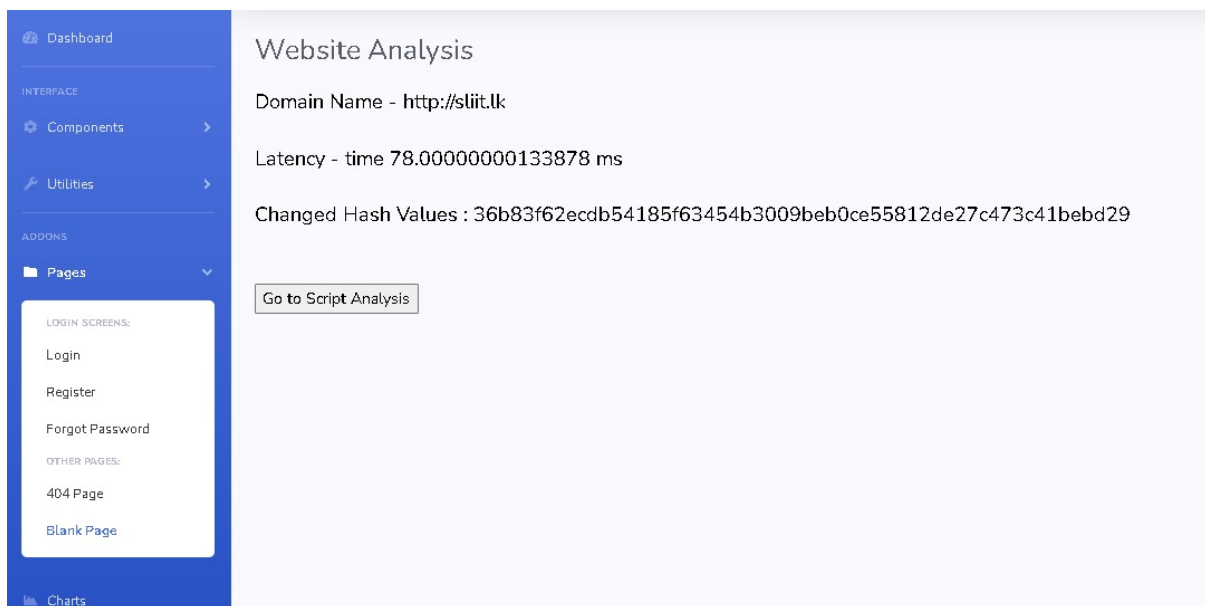 Dashboard
INTERFACE
Components
Utilities
ADDONS
Pages
LOGIN SCREENS:
Login
Register
Forgot Password
OTHER PAGES:
404 Page
Blank Page
Charts
Website Analysis
Domain Name - http://sliit.lk
Latency - time 78.00000000133878 ms
Changed Hash Values : 36b83f62ecdb54185f63454b3009beb0ce55812de27c473c41bebd29
Go to Script Analysis